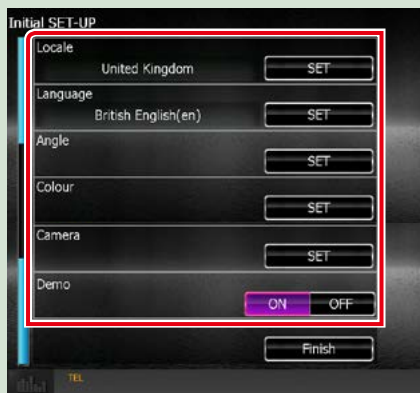 Initial SET-UP
Locale
United Kingdom SET
Language
British English(en) SET
Angle
SET
Colour
SET
Camera
SET
Demo
ON OFF
Finish
TEL